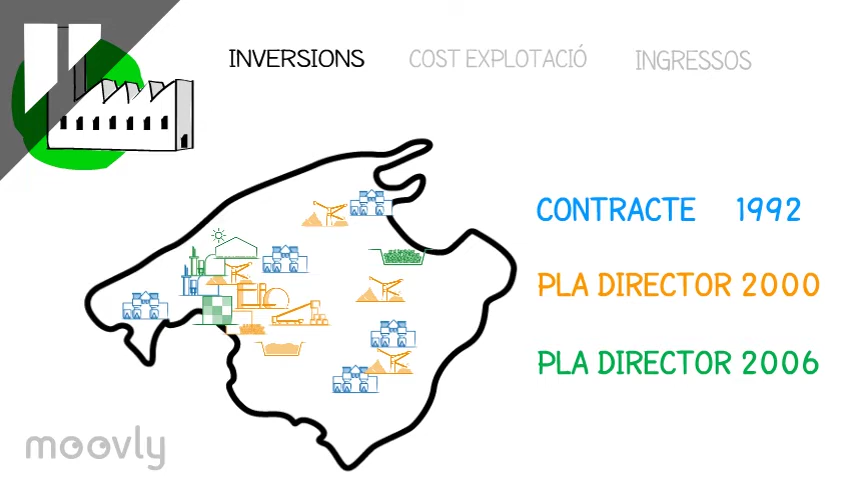 INVERSIONS
COST EXPLOTACIÓ
INGRESSOS
CONTRACTE 1992
PLA DIRECTOR 2000
PLA DIRECTOR 2006
moovly